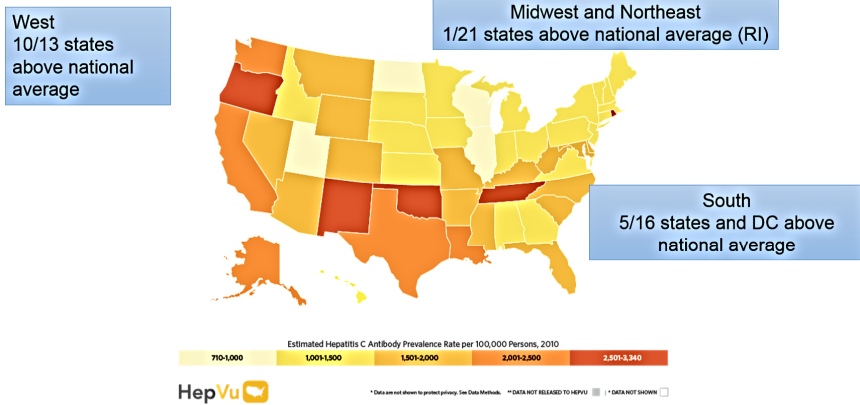 West
10/13 states
above national
average
Midwest and Northeast
1/21 states above national average (RI)
South
5/16 states and DC above
national average
Estimated Hepatitis C Antibody Prevalence Rate per 100,000 Persons, 2010
710-1,000 1,001-1,500 1,501-2,000 2,001-2,500 2,501-3,340
HepVu
* Data are not shown to protect privacy. See Data Methods. ** DATA NOT RELEASED TO HEPVU | * DATA NOT SHOWN